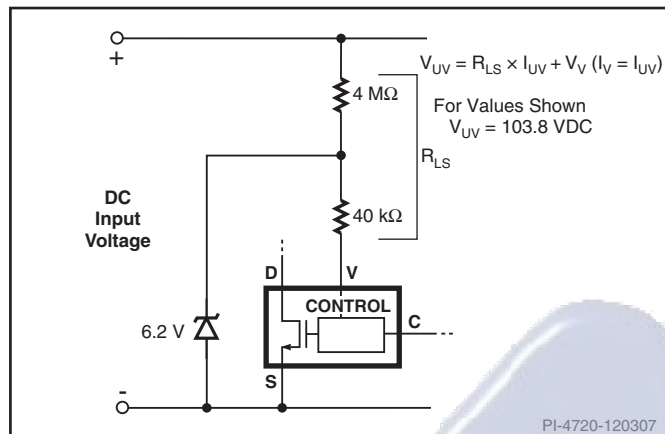 +
4 MΩ
V_UV = R_LS × I_UV + V_V (I_V = I_UV)
For Values Shown
V_UV = 103.8 VDC
R_LS
DC
Input
Voltage
40 kΩ
D
V
CONTROL
C
6.2 V
S
-
PI-4720-120307